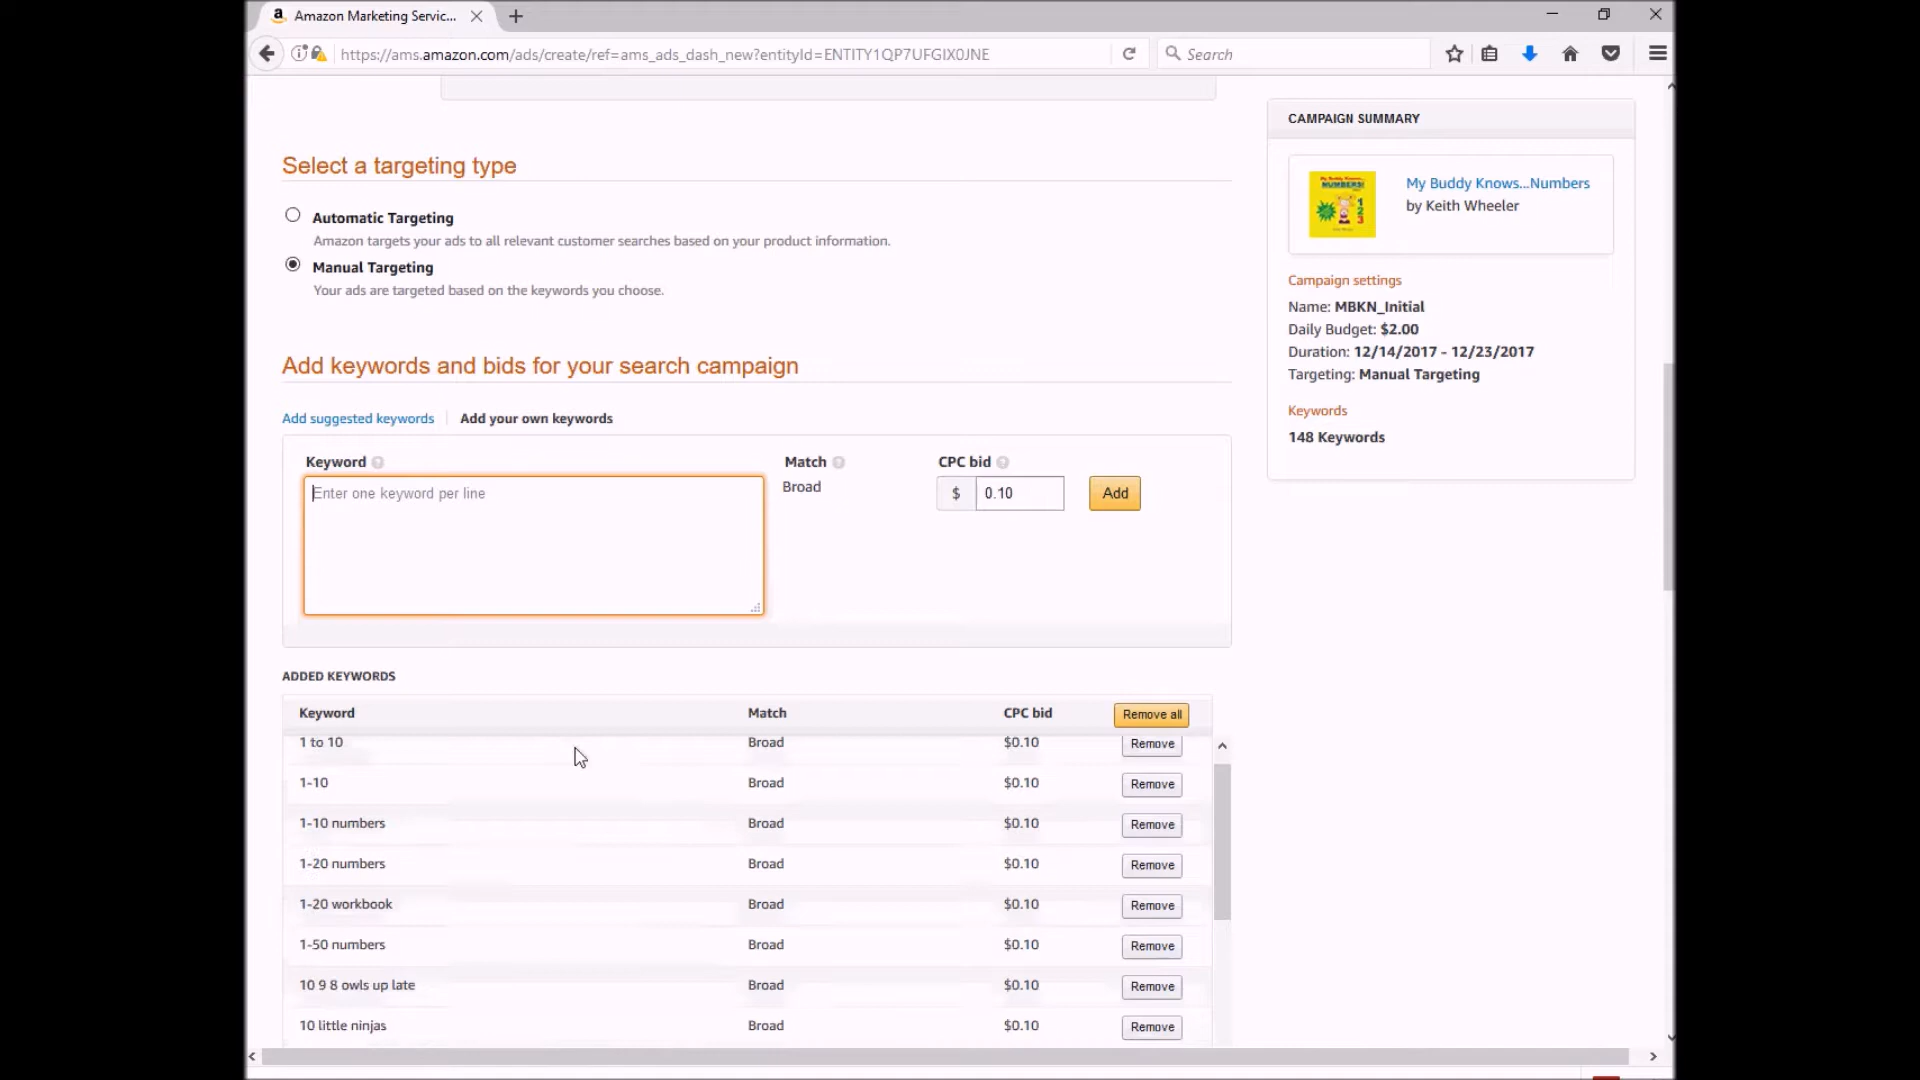 a Amazon Marketing Servic...
https://ams.amazon.com/ads/create/ref=ams_ads_dash_new?entityId=ENTITY1QP7UFGIX0JNE
Search
CAMPAIGN SUMMARY
My Buddy Knows...
NUMBERS!
1
2
3
My Buddy Knows...Numbers
by Keith Wheeler
Campaign settings
Name: MBKN_Initial
Daily Budget: $2.00
Duration: 12/14/2017 - 12/23/2017
Targeting: Manual Targeting
Keywords
148 Keywords
Select a targeting type
Automatic Targeting
Amazon targets your ads to all relevant customer searches based on your product information.
Manual Targeting
Your ads are targeted based on the keywords you choose.
Add keywords and bids for your search campaign
Add suggested keywords Add your own keywords
Keyword ? Match ? CPC bid ?
Enter one keyword per line Broad $ 0.10 Add
ADDED KEYWORDS
Keyword Match CPC bid Remove all
1 to 10 Broad $0.10 Remove
1-10 Broad $0.10 Remove
1-10 numbers Broad $0.10 Remove
1-20 numbers Broad $0.10 Remove
1-20 workbook Broad $0.10 Remove
1-50 numbers Broad $0.10 Remove
10 9 8 owls up late Broad $0.10 Remove
10 little ninjas Broad $0.10 Remove